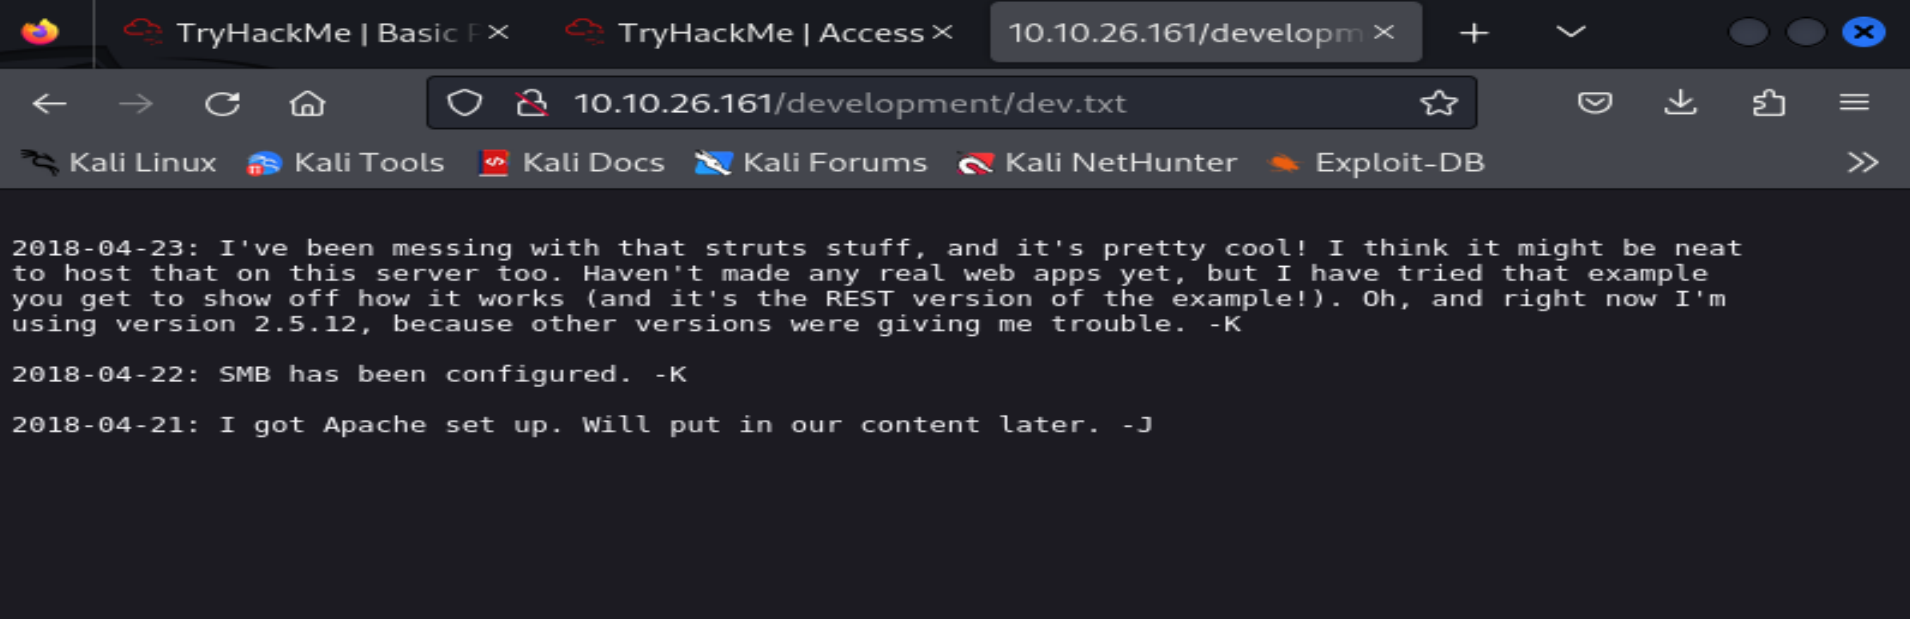 TryHackMe | Basic P
TryHackMe | Access
10.10.26.161/developm
10.10.26.161/development/dev.txt
Kali Linux
Kali Tools
Kali Docs
Kali Forums
Kali NetHunter
Exploit-DB
2018-04-23: I've been messing with that struts stuff, and it's pretty cool! I think it might be neat
to host that on this server too. Haven't made any real web apps yet, but I have tried that example
you get to show off how it works (and it's the REST version of the example!). Oh, and right now I'm
using version 2.5.12, because other versions were giving me trouble. -K
2018-04-22: SMB has been configured. -K
2018-04-21: I got Apache set up. Will put in our content later. -J